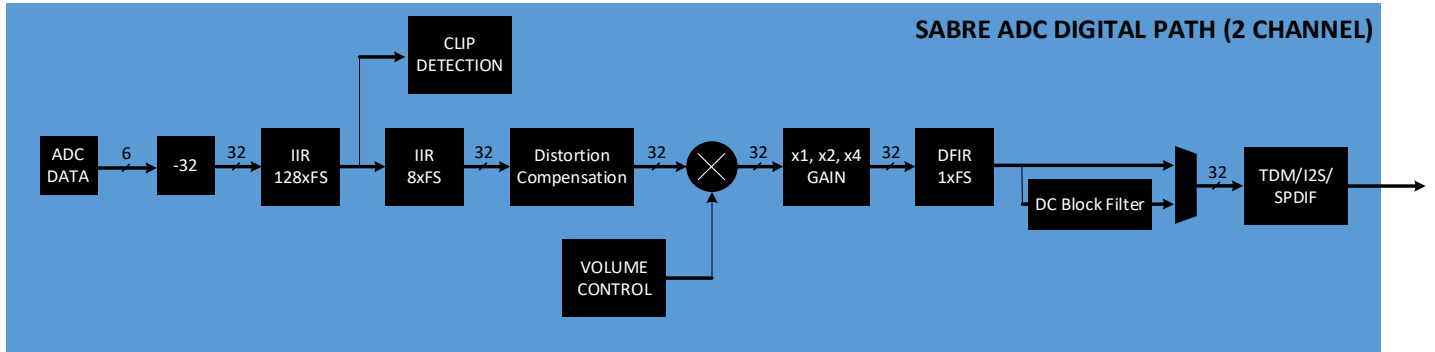 SABRE ADC DIGITAL PATH (2 CHANNEL)
CLIP
DETECTION
ADC
DATA
6
-32
32
IIR
128xFS
IIR
8xFS
32
Distortion
Compensation
32
32
x1, x2, x4
GAIN
32
DFIR
1xFS
DC Block Filter
32
TDM/I2S/
SPDIF
VOLUME
CONTROL